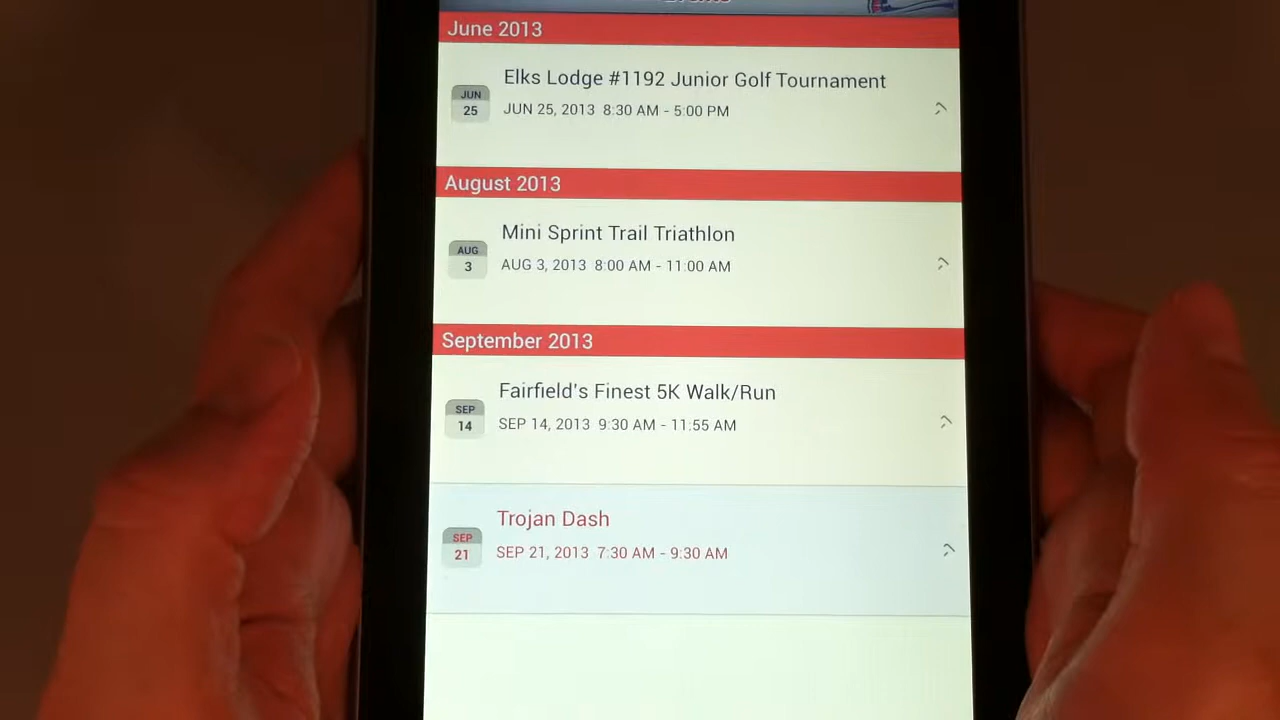 June 2013
Elks Lodge #1192 Junior Golf Tournament
JUN
25
JUN 25, 2013 8:30 AM - 5:00 PM
August 2013
Mini Sprint Trail Triathlon
AUG
3
AUG 3, 2013 8:00 AM - 11:00 AM
September 2013
Fairfield's Finest 5K Walk/Run
SEP
14
SEP 14, 2013 9:30 AM - 11:55 AM
Trojan Dash
SEP
21
SEP 21, 2013 7:30 AM - 9:30 AM